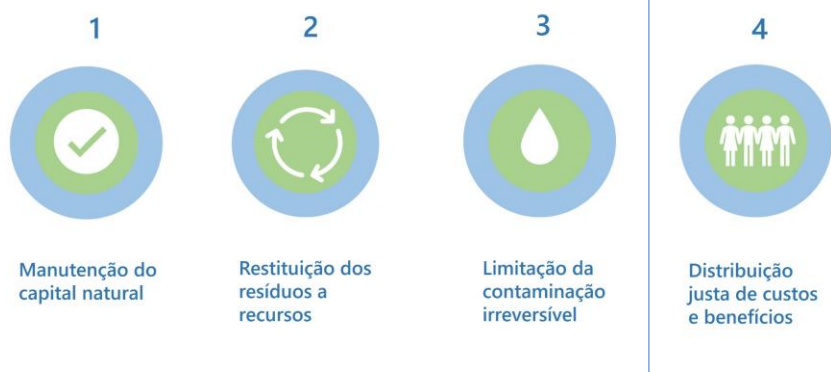 1
Manutenção do
capital natural
2
Restituição dos
resíduos a
recursos
3
Limitação da
contaminação
irreversível
4
Distribuição
justa de custos
e benefícios